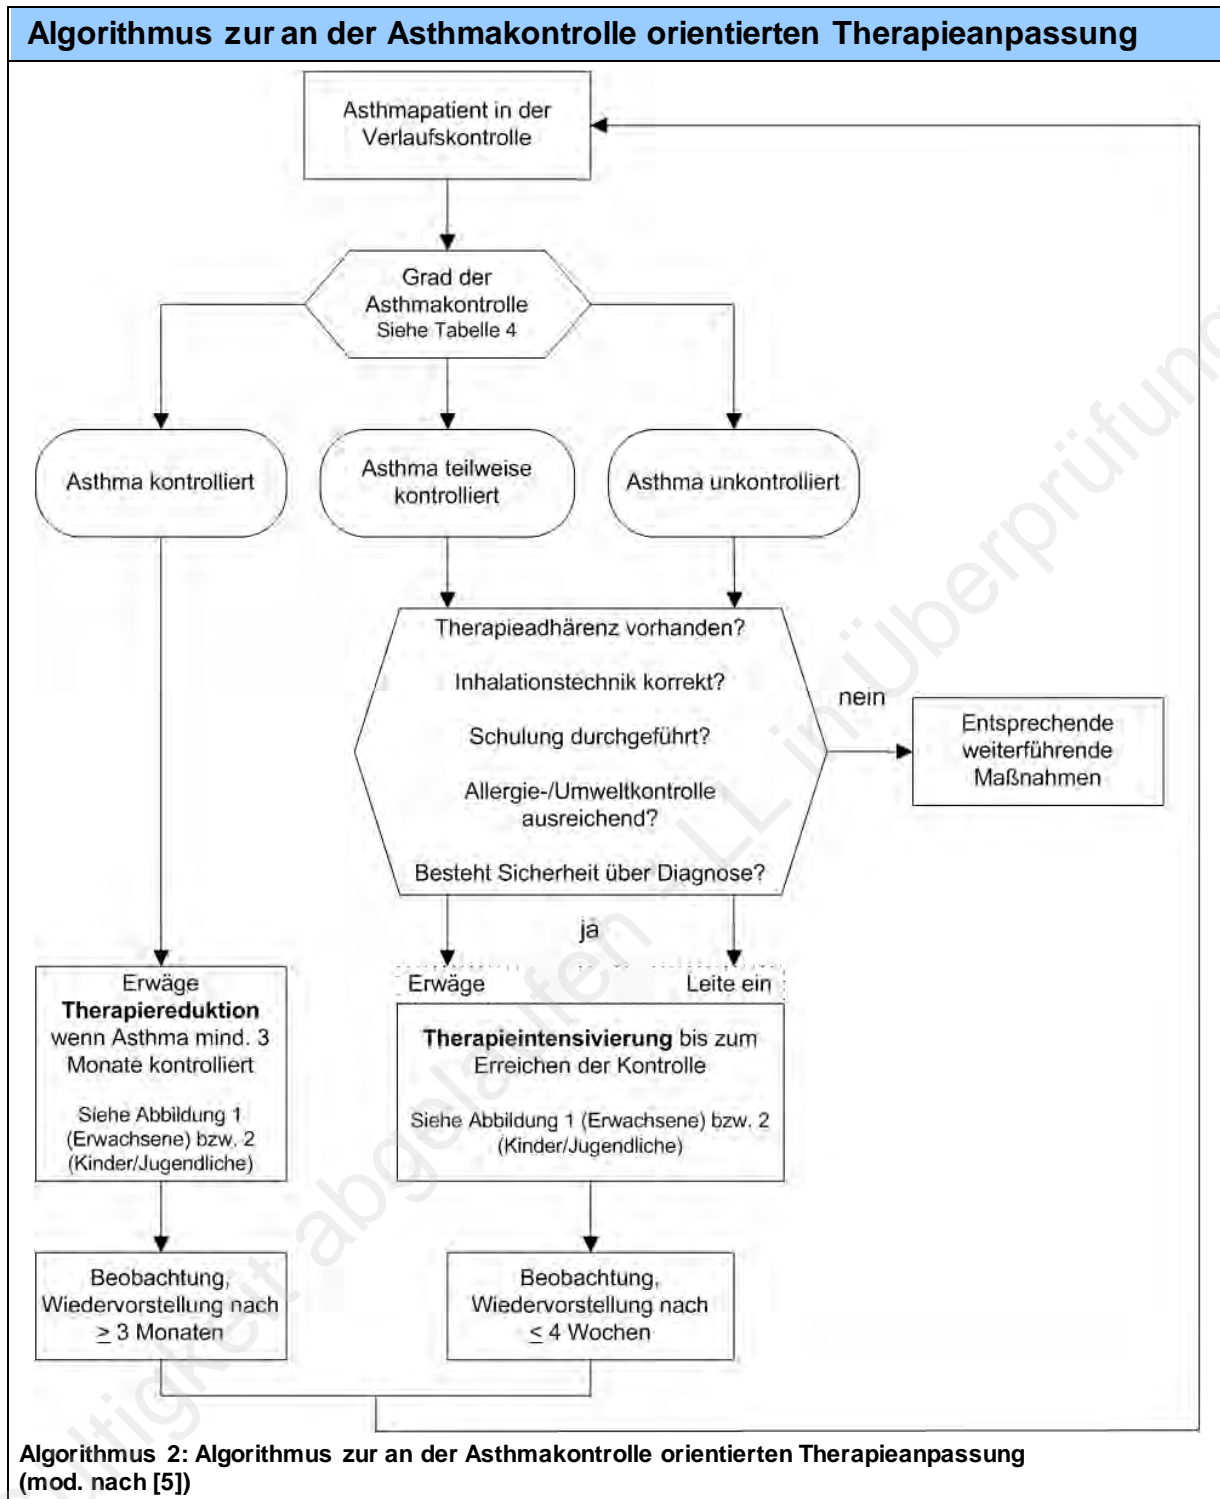 Algorithmus zur an der Asthmakontrolle orientierten Therapieanpassung
Asthmapatient in der
Verlaufskontrolle
Grad der
Asthmakontrolle
Siehe Tabelle 4
Asthma kontrolliert
Asthma teilweise
kontrolliert
Asthma unkontrolliert
Therapieadhärenz vorhanden?
Inhalationstechnik korrekt?
Schulung durchgeführt?
Allergie-/Umweltkontrolle
ausreichend?
Besteht Sicherheit über Diagnose?
nein
Entsprechende
weiterführende
Maßnahmen
ja
Erwäge
Therapiereduktion
wenn Asthma mind. 3
Monate kontrolliert
Siehe Abbildung 1
(Erwachsene) bzw. 2
(Kinder/Jugendliche)
Erwäge
Leite ein
Therapieintensivierung bis zum
Erreichen der Kontrolle
Siehe Abbildung 1 (Erwachsene) bzw. 2
(Kinder/Jugendliche)
Beobachtung,
Wiedervorstellung nach
≥ 3 Monaten
Beobachtung,
Wiedervorstellung nach
≤ 4 Wochen
Algorithmus 2: Algorithmus zur an der Asthmakontrolle orientierten Therapieanpassung
(mod. nach [5])
abgelaufen - LL in Überprüfung